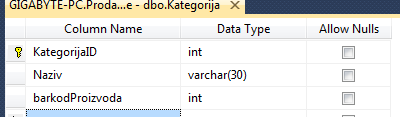 GIGABYTE-PC.Proda...e - dbo.Kategorija
Column Name Data Type Allow Nulls
KategorijaID int
Naziv varchar(30)
barkodProizvoda int